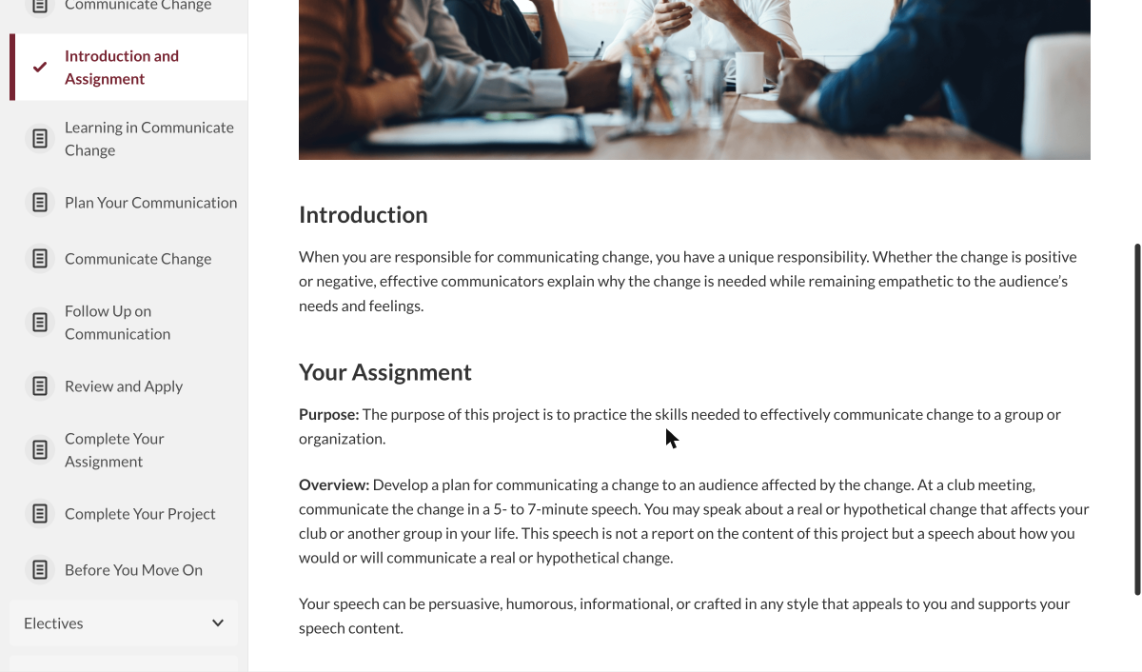 Communicate Change
Introduction and
Assignment
Learning in Communicate
Change
Plan Your Communication
Communicate Change
Follow Up on
Communication
Review and Apply
Complete Your
Assignment
Complete Your Project
Before You Move On
Electives
Introduction
When you are responsible for communicating change, you have a unique responsibility. Whether the change is positive
or negative, effective communicators explain why the change is needed while remaining empathetic to the audience’s
needs and feelings.
Your Assignment
Purpose: The purpose of this project is to practice the skills needed to effectively communicate change to a group or
organization.
Overview: Develop a plan for communicating a change to an audience affected by the change. At a club meeting,
communicate the change in a 5- to 7-minute speech. You may speak about a real or hypothetical change that affects your
club or another group in your life. This speech is not a report on the content of this project but a speech about how you
would or will communicate a real or hypothetical change.
Your speech can be persuasive, humorous, informational, or crafted in any style that appeals to you and supports your
speech content.